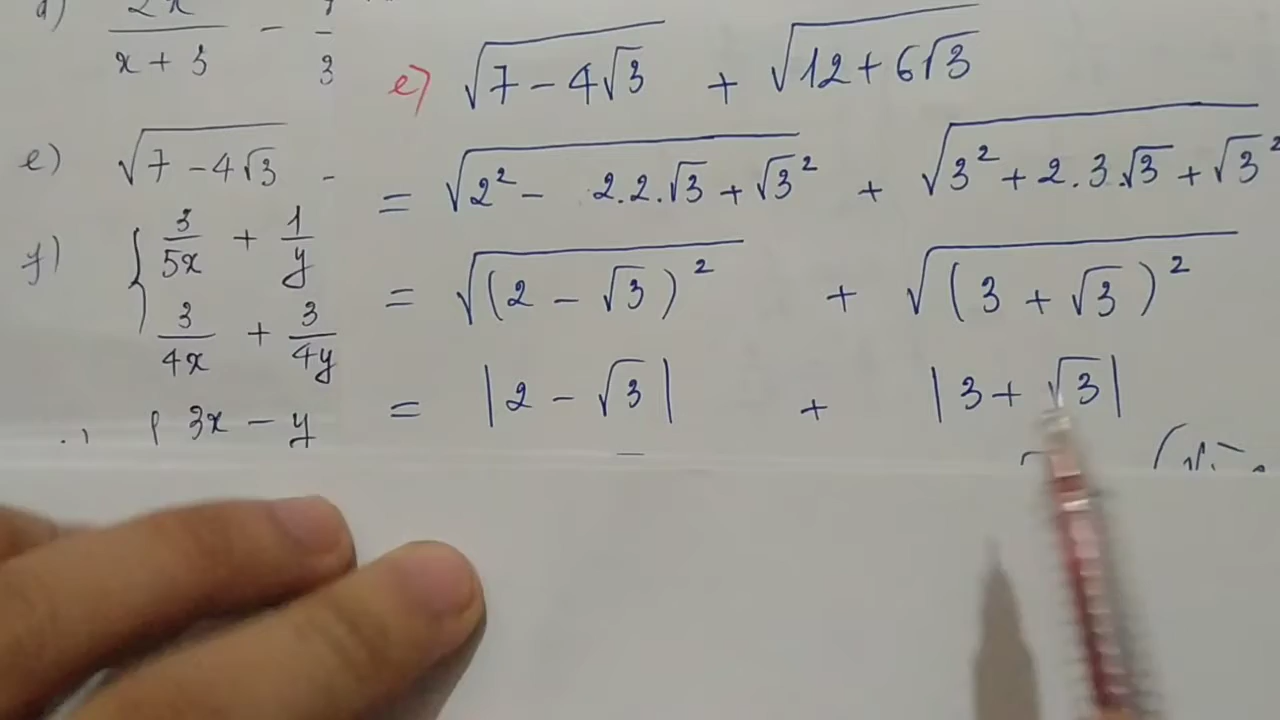 d) 2x/(x + 3) - 7/3
e) √(7 - 4√3) -
f) { 3/(5x) + 1/y
3/(4x) + 3/(4y)
3x - y
e) √(7 - 4√3) + √(12 + 6√3)
= √(2² - 2.2.√3 + √3²) + √(3² + 2.3.√3 + √3²)
= √((2 - √3)²) + √((3 + √3)²)
= |2 - √3| + |3 + √3|